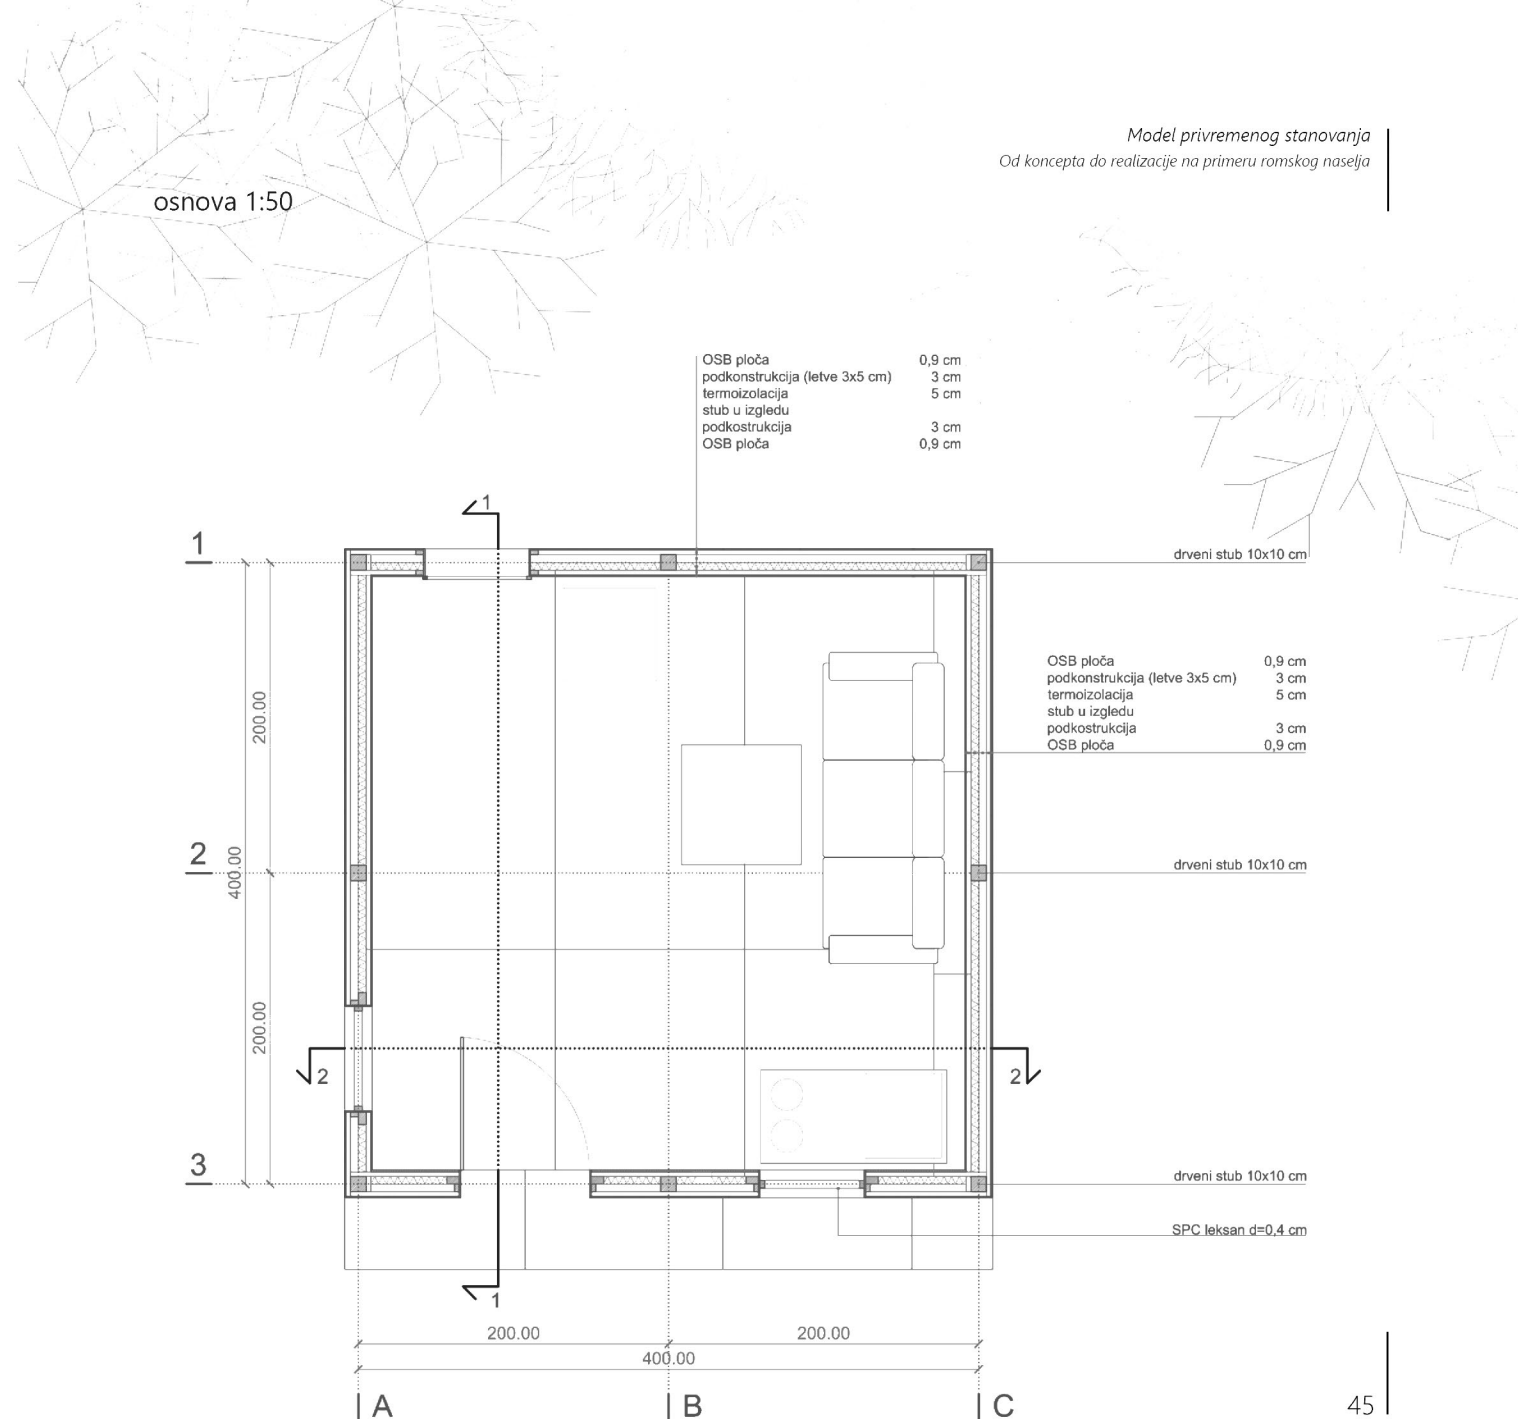 Model privremenog stanovanja
Od koncepta do realizacije na primeru romskog naselja
osnova 1:50
OSB ploča 0,9 cm
podkonstrukcija (letve 3x5 cm) 3 cm
termoizolacija 5 cm
stub u izgledu
podkostrukcija 3 cm
OSB ploča 0,9 cm
1
1
drveni stub 10x10 cm
OSB ploča 0,9 cm
podkonstrukcija (letve 3x5 cm) 3 cm
termoizolacija 5 cm
stub u izgledu
podkostrukcija 3 cm
OSB ploča 0,9 cm
200.00
2
400.00
drveni stub 10x10 cm
200.00
2
2
3
drveni stub 10x10 cm
SPC leksan d=0,4 cm
1
200.00 200.00
400.00
A B C
45